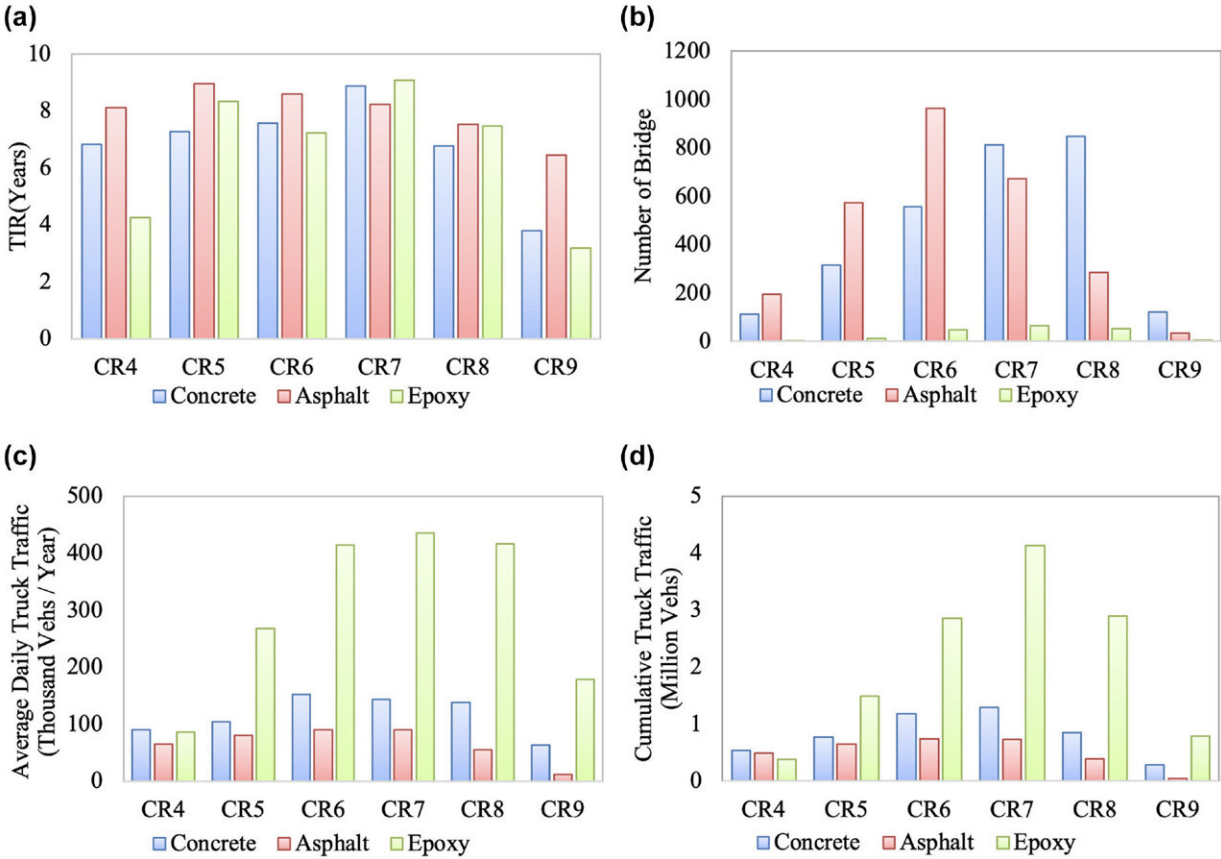 (a)
TIR(Years)
10
8
6
4
2
0
CR4 CR5 CR6 CR7 CR8 CR9
Concrete Asphalt Epoxy
(b)
Number of Bridge
1200
1000
800
600
400
200
0
CR4 CR5 CR6 CR7 CR8 CR9
Concrete Asphalt Epoxy
(c)
Average Daily Truck Traffic
(Thousand Vehs / Year)
500
400
300
200
100
0
CR4 CR5 CR6 CR7 CR8 CR9
Concrete Asphalt Epoxy
(d)
Cumulative Truck Traffic
(Million Vehs)
5
4
3
2
1
0
CR4 CR5 CR6 CR7 CR8 CR9
Concrete Asphalt Epoxy